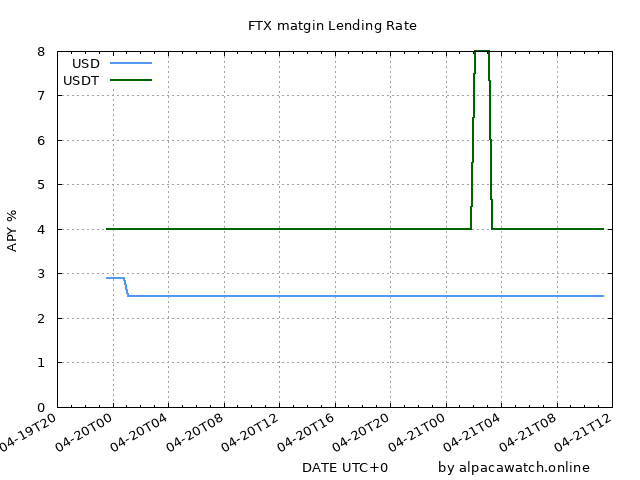 FTX matgin Lending Rate
8
USD
USDT
7
6
5
4
APY %
3
2
1
0
04-19T20
04-20T00
04-20T04
04-20T08
04-20T12
04-20T16
04-20T20
04-21T00
04-21T04
04-21T08
04-21T12
DATE UTC+0 by alpacawatch.online